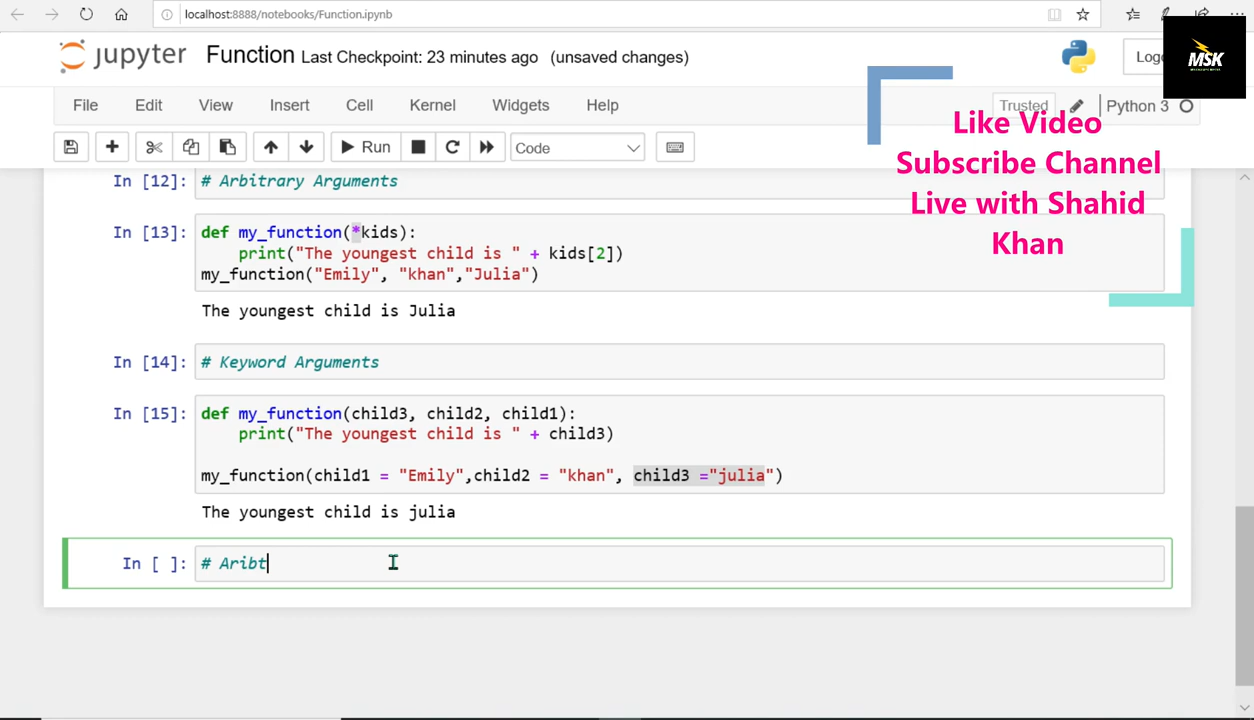 localhost:8888/notebooks/Function.ipynb
jupyter Function Last Checkpoint: 23 minutes ago (unsaved changes)
MSK
File Edit View Insert Cell Kernel Widgets Help
Trusted Python 3
Run Code
Like Video
Subscribe Channel
Live with Shahid
Khan
In [12]: # Arbitrary Arguments
In [13]: def my_function(*kids):
print("The youngest child is " + kids[2])
my_function("Emily", "khan","Julia")
The youngest child is Julia
In [14]: # Keyword Arguments
In [15]: def my_function(child3, child2, child1):
print("The youngest child is " + child3)
my_function(child1 = "Emily",child2 = "khan", child3 ="julia")
The youngest child is julia
In [ ]: # Aribt